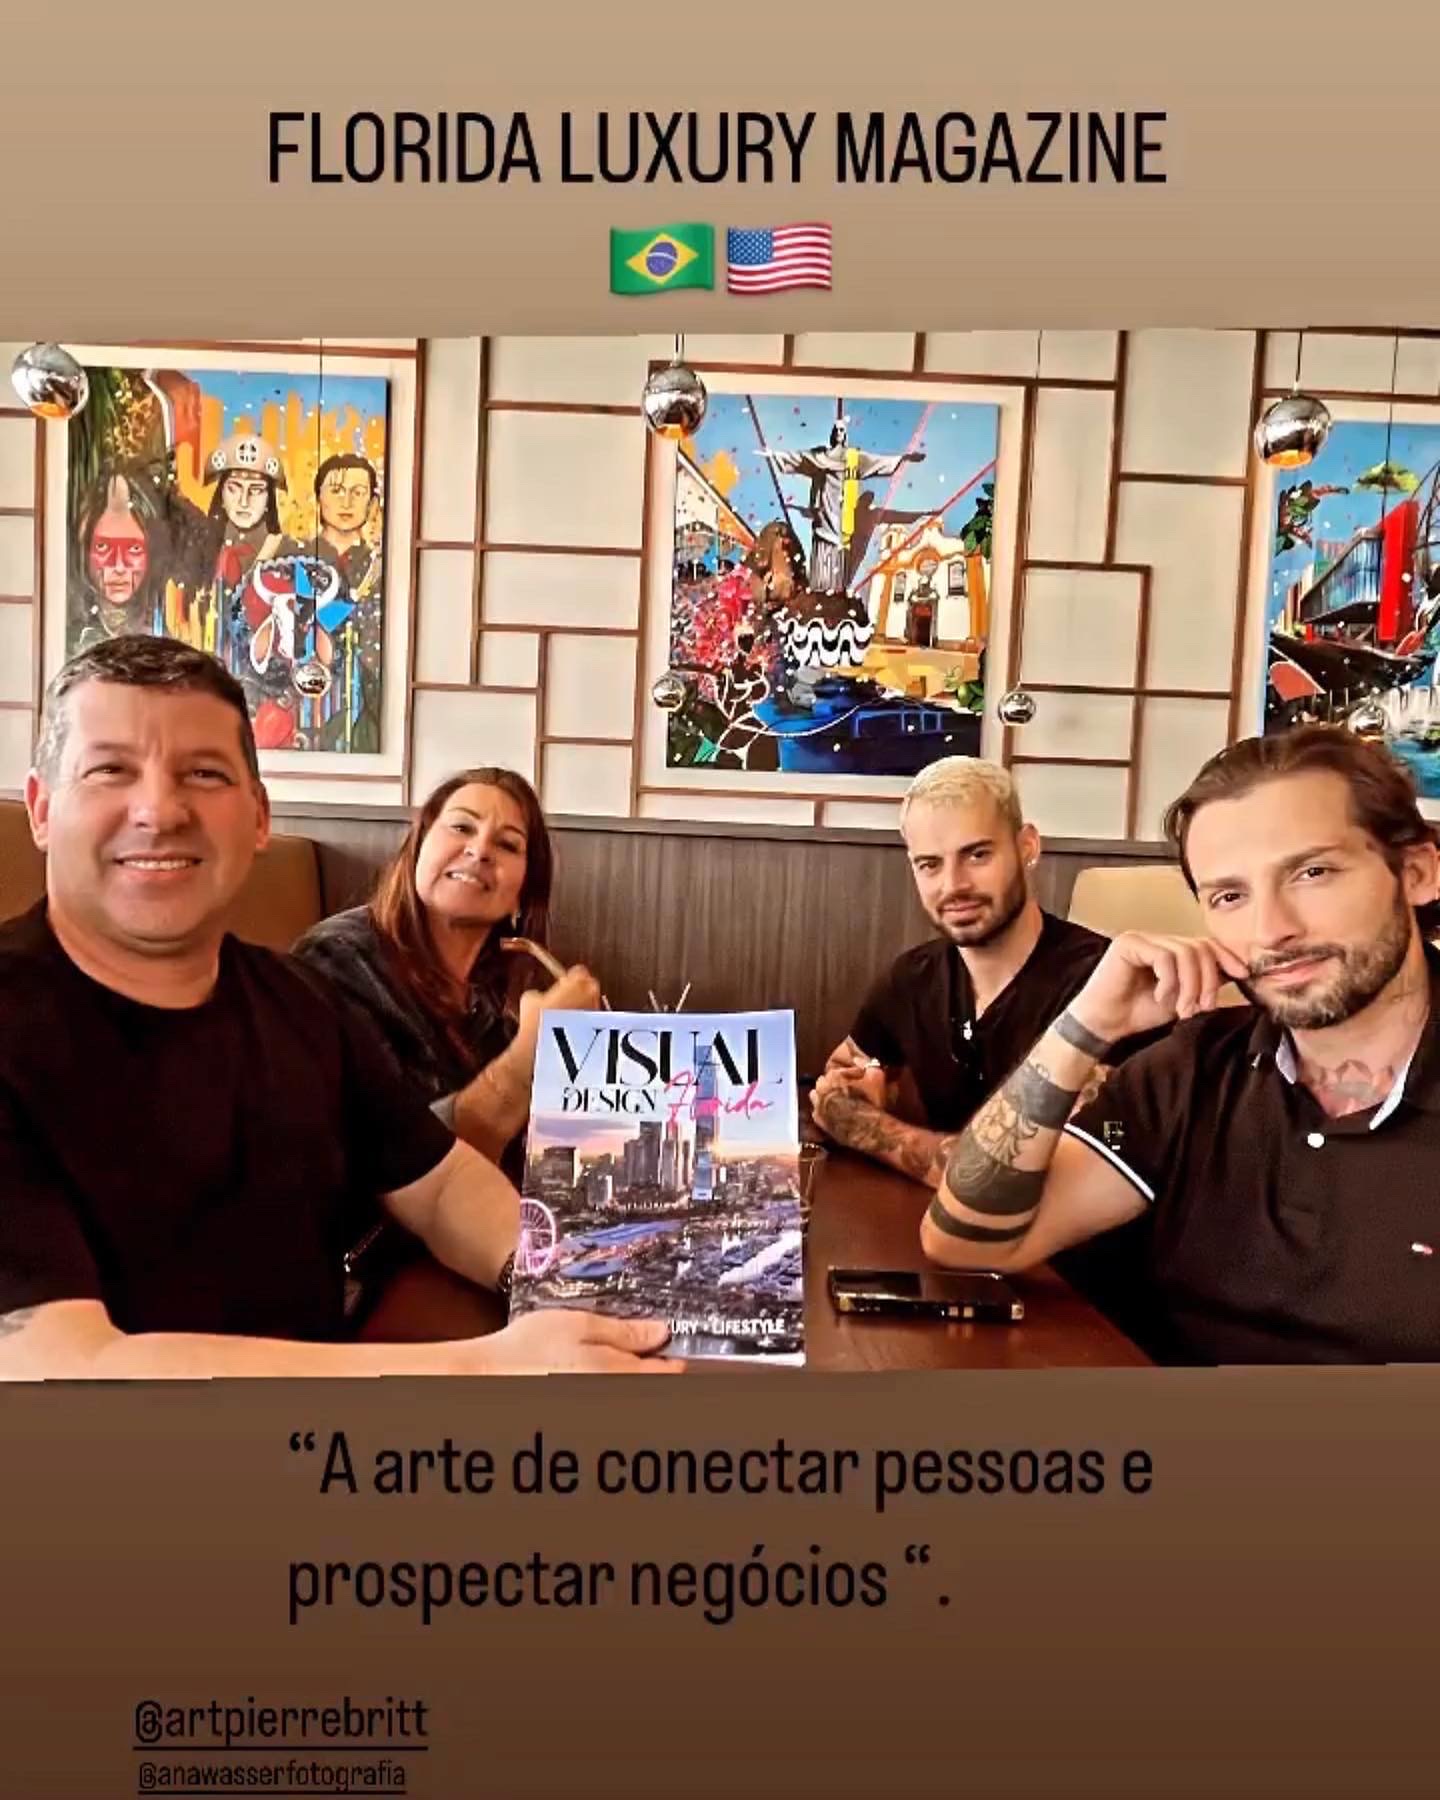 FLORIDA LUXURY MAGAZINE
VISUAL
DESIGN Florida
LIFESTYLE
“A arte de conectar pessoas e
prospectar negócios “.
@artpierrebritt
@anawasserfotografia